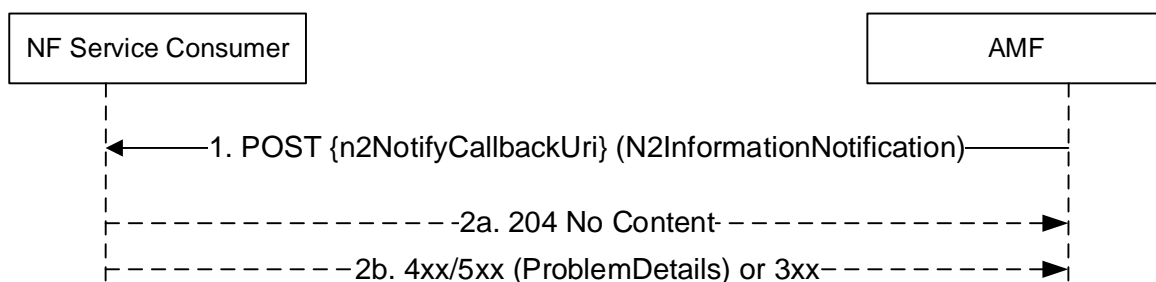 NF Service Consumer
AMF
1. POST {n2NotifyCallbackUri} (N2InformationNotification)
2a. 204 No Content
2b. 4xx/5xx (ProblemDetails) or 3xx